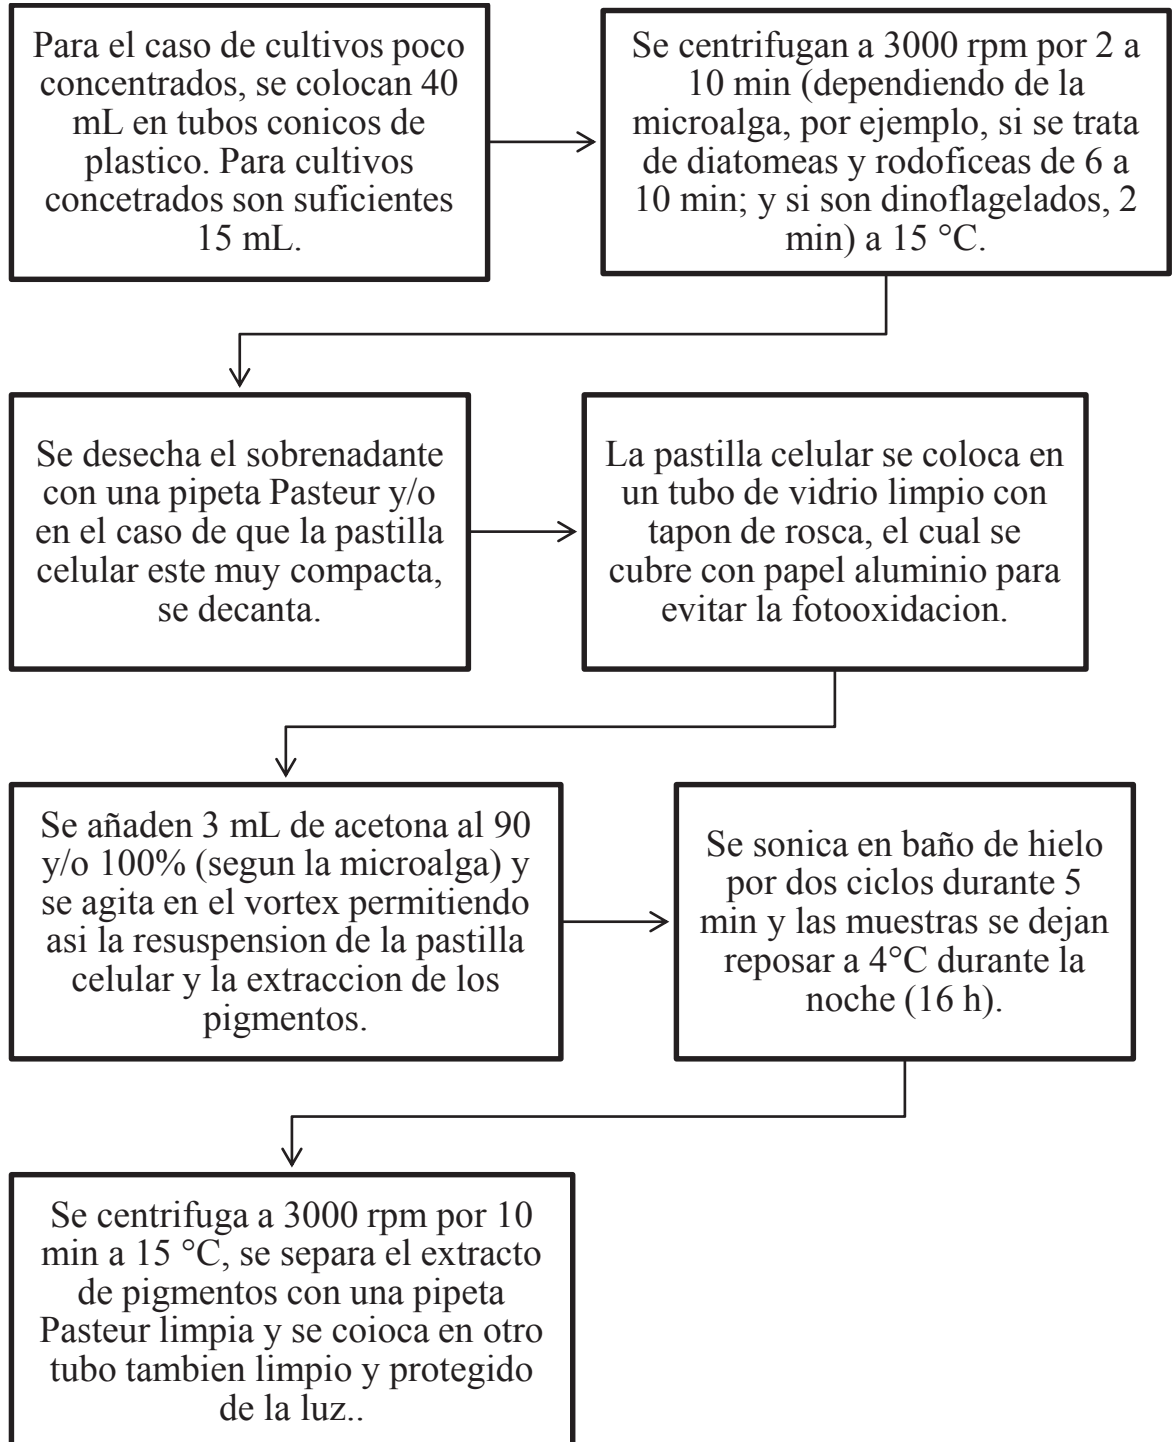 Para el caso de cultivos poco
concentrados, se colocan 40
mL en tubos conicos de
plastico. Para cultivos
concetrados son suficientes
15 mL.
Se centrifugan a 3000 rpm por 2 a
10 min (dependiendo de la
microalga, por ejemplo, si se trata
de diatomeas y rodoficeas de 6 a
10 min; y si son dinoflagelados, 2
min) a 15 °C.
Se desecha el sobrenadante
con una pipeta Pasteur y/o
en el caso de que la pastilla
celular este muy compacta,
se decanta.
La pastilla celular se coloca en
un tubo de vidrio limpio con
tapon de rosca, el cual se
cubre con papel aluminio para
evitar la fotooxidacion.
Se añaden 3 mL de acetona al 90
y/o 100% (segun la microalga) y
se agita en el vortex permitiendo
asi la resuspension de la pastilla
celular y la extraccion de los
pigmentos.
Se sonica en baño de hielo
por dos ciclos durante 5
min y las muestras se dejan
reposar a 4°C durante la
noche (16 h).
Se centrifuga a 3000 rpm por 10
min a 15 °C, se separa el extracto
de pigmentos con una pipeta
Pasteur limpia y se coioca en otro
tubo tambien limpio y protegido
de la luz..